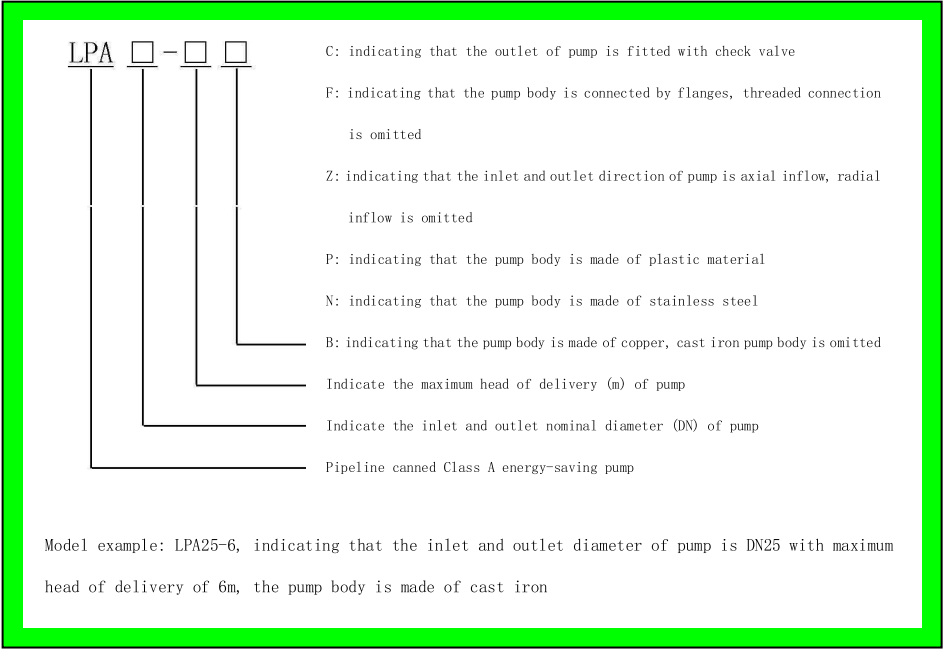 LPA □-□ □
C: indicating that the outlet of pump is fitted with check valve
F: indicating that the pump body is connected by flanges, threaded connection
is omitted
Z: indicating that the inlet and outlet direction of pump is axial inflow, radial
inflow is omitted
P: indicating that the pump body is made of plastic material
N: indicating that the pump body is made of stainless steel
B: indicating that the pump body is made of copper, cast iron pump body is omitted
Indicate the maximum head of delivery (m) of pump
Indicate the inlet and outlet nominal diameter (DN) of pump
Pipeline canned Class A energy-saving pump
Model example: LPA25-6, indicating that the inlet and outlet diameter of pump is DN25 with maximum
head of delivery of 6m, the pump body is made of cast iron